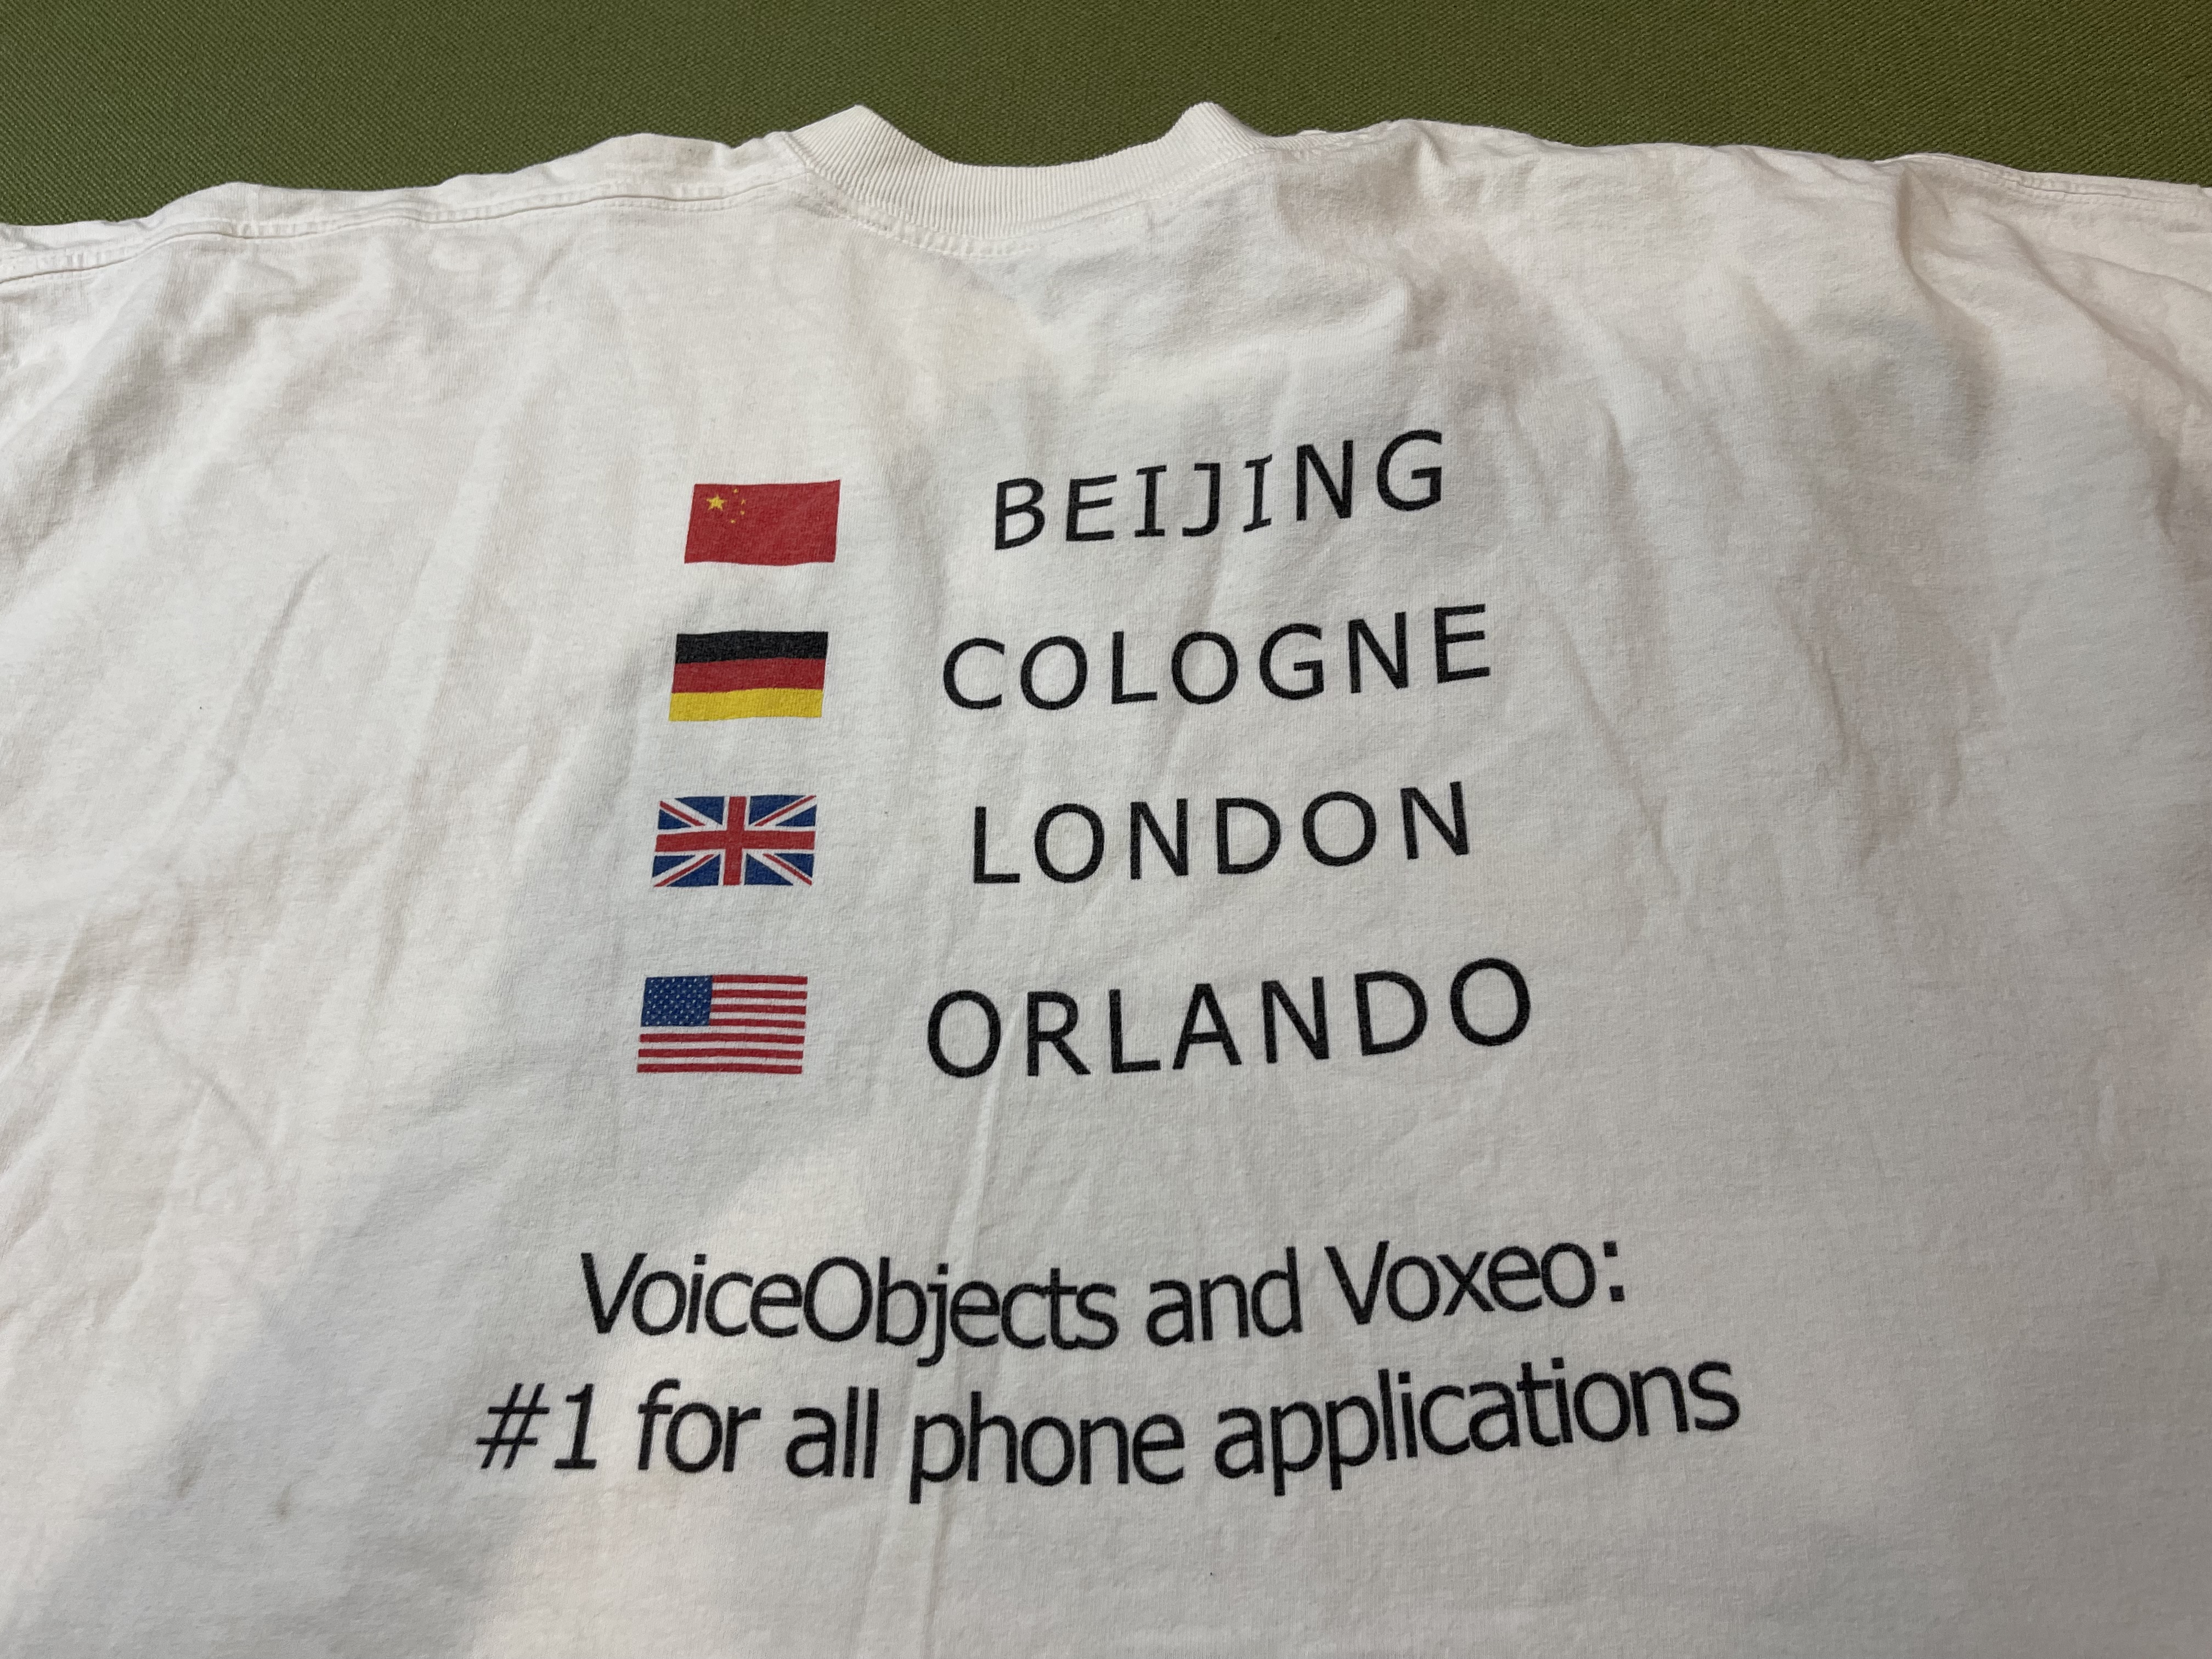 BEIJING
COLOGNE
LONDON
ORLANDO
VoiceObjects and Voxeo:
#1 for all phone applications